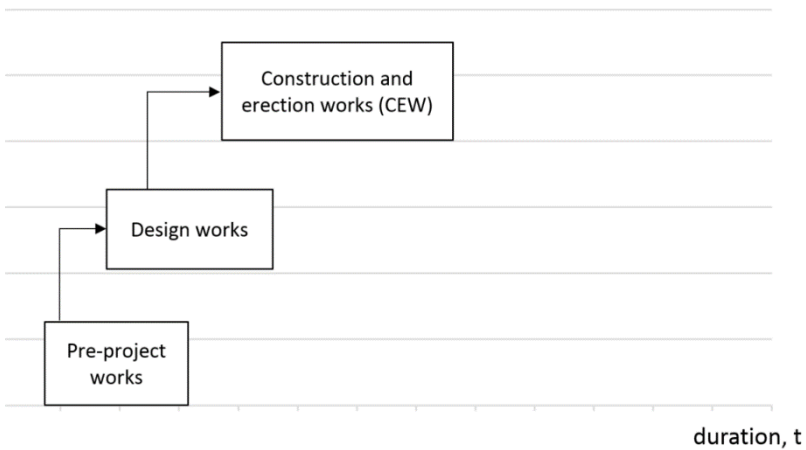 Construction and
erection works (CEW)
Design works
Pre-project
works
duration, t